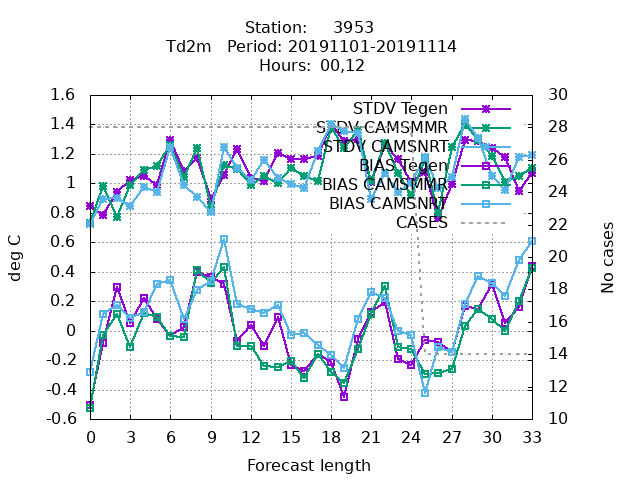 Station:     3953
Td2m   Period: 20191101-20191114
Hours:  00,12
1.6
1.4
1.2
1
0.8
0.6
0.4
0.2
0
-0.2
-0.4
-0.6
deg C
30
28
26
24
22
20
18
16
14
12
10
No cases
STDV Tegen
STDV CAMSMMR
STDV CAMSNRT
BIAS Tegen
BIAS CAMSMMR
BIAS CAMSNRT
CASES
0 3 6 9 12 15 18 21 24 27 30 33
Forecast length